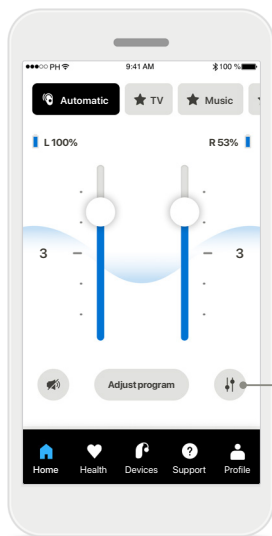 ●●●○○ PH 9:41 AM 100 %
Automatic ★ TV ★ Music
L 100% R 53%
3 3
Adjust program
Home Health Devices Support Profile